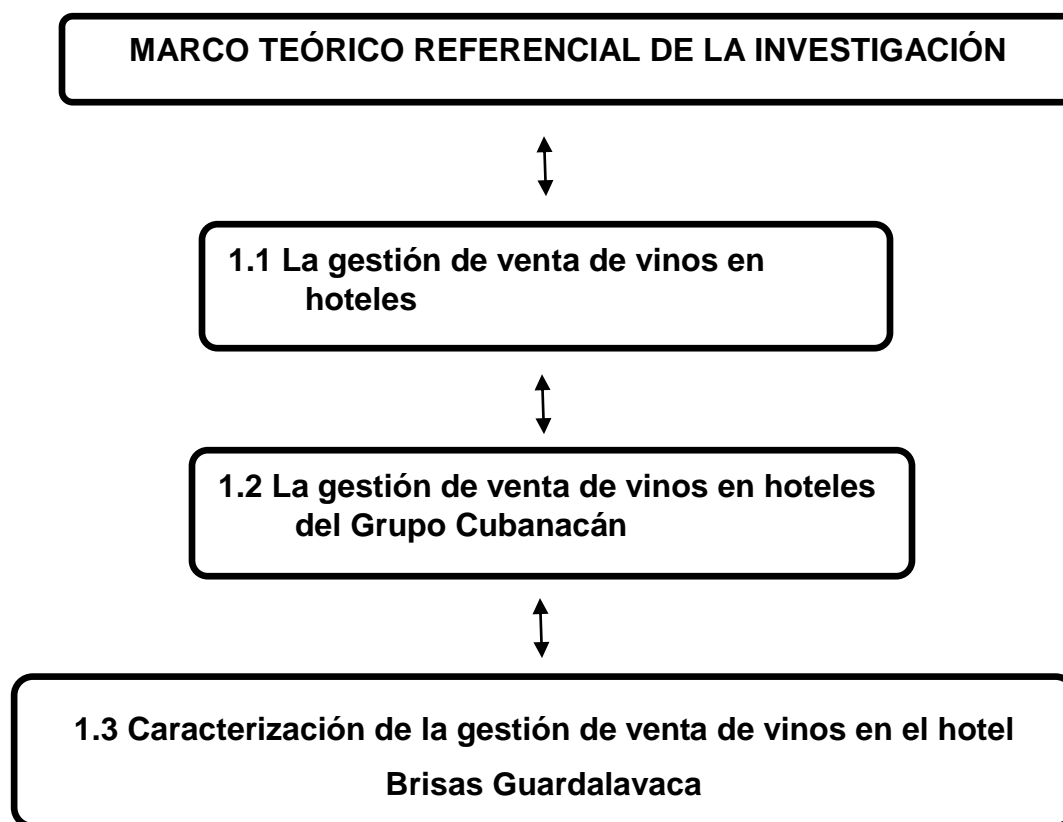 MARCO TEÓRICO REFERENCIAL DE LA INVESTIGACIÓN
1.1 La gestión de venta de vinos en
hoteles
1.2 La gestión de venta de vinos en hoteles
del Grupo Cubanacán
1.3 Caracterización de la gestión de venta de vinos en el hotel
Brisas Guardalavaca